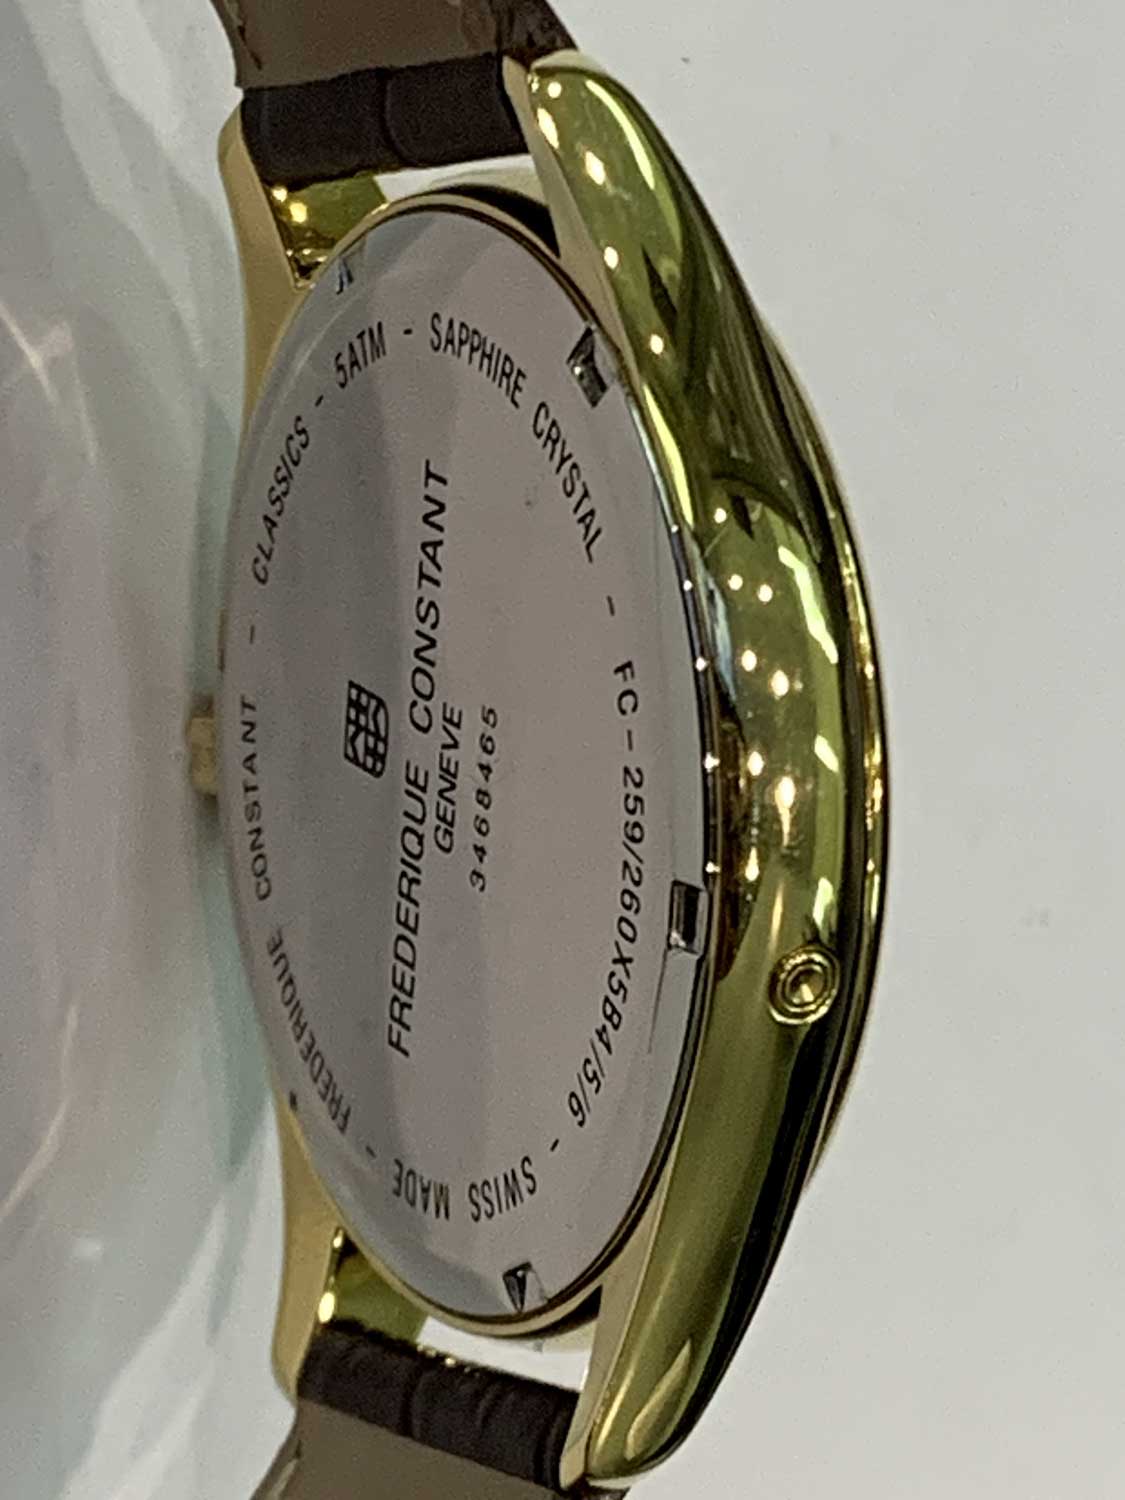 FREDERIQUE CONSTANT
GENEVE
3468465
FREDERIQUE CONSTANT - CLASSICS - 5ATM - SAPPHIRE CRYSTAL - FC-259/260X5B4/5/6 - SWISS MADE -